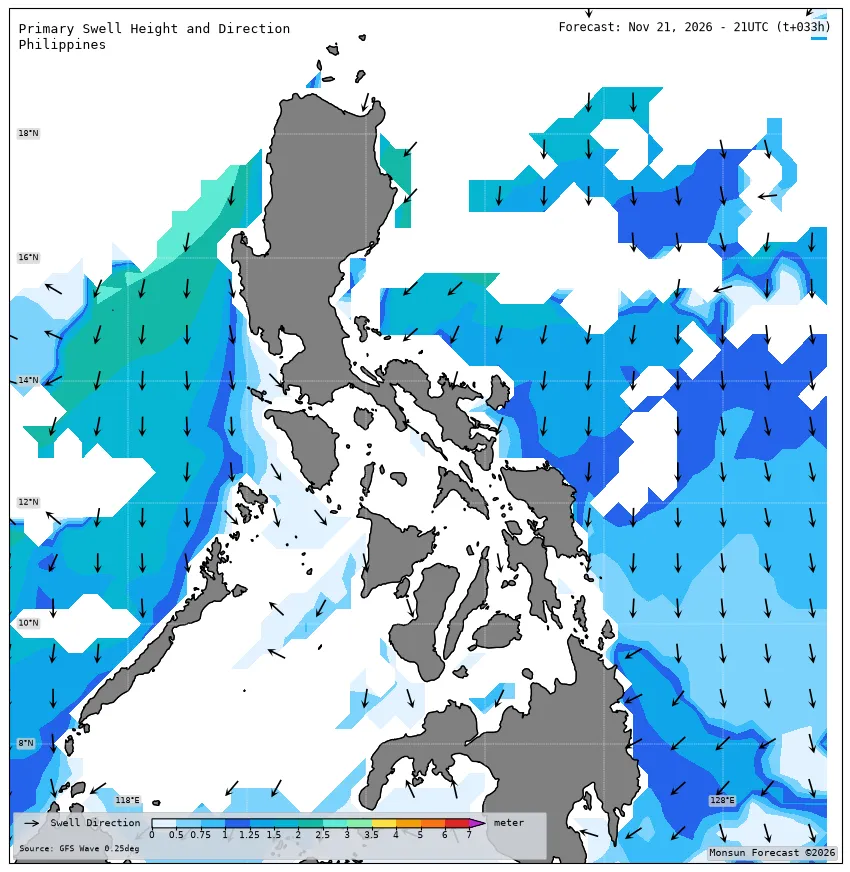 Primary Swell Height and Direction
Forecast: Nov 21, 2026 - 21UTC (t+033h)
Philippines
18°N
16°N
14°N
12°N
10°N
8°N
118°E
128°E
Swell Direction
meter
0 0.5 0.75 1 1.25 1.5 2 2.5 3 3.5 4 5 6 7
Source: GFS Wave 0.25deg
Monsun Forecast ©2026